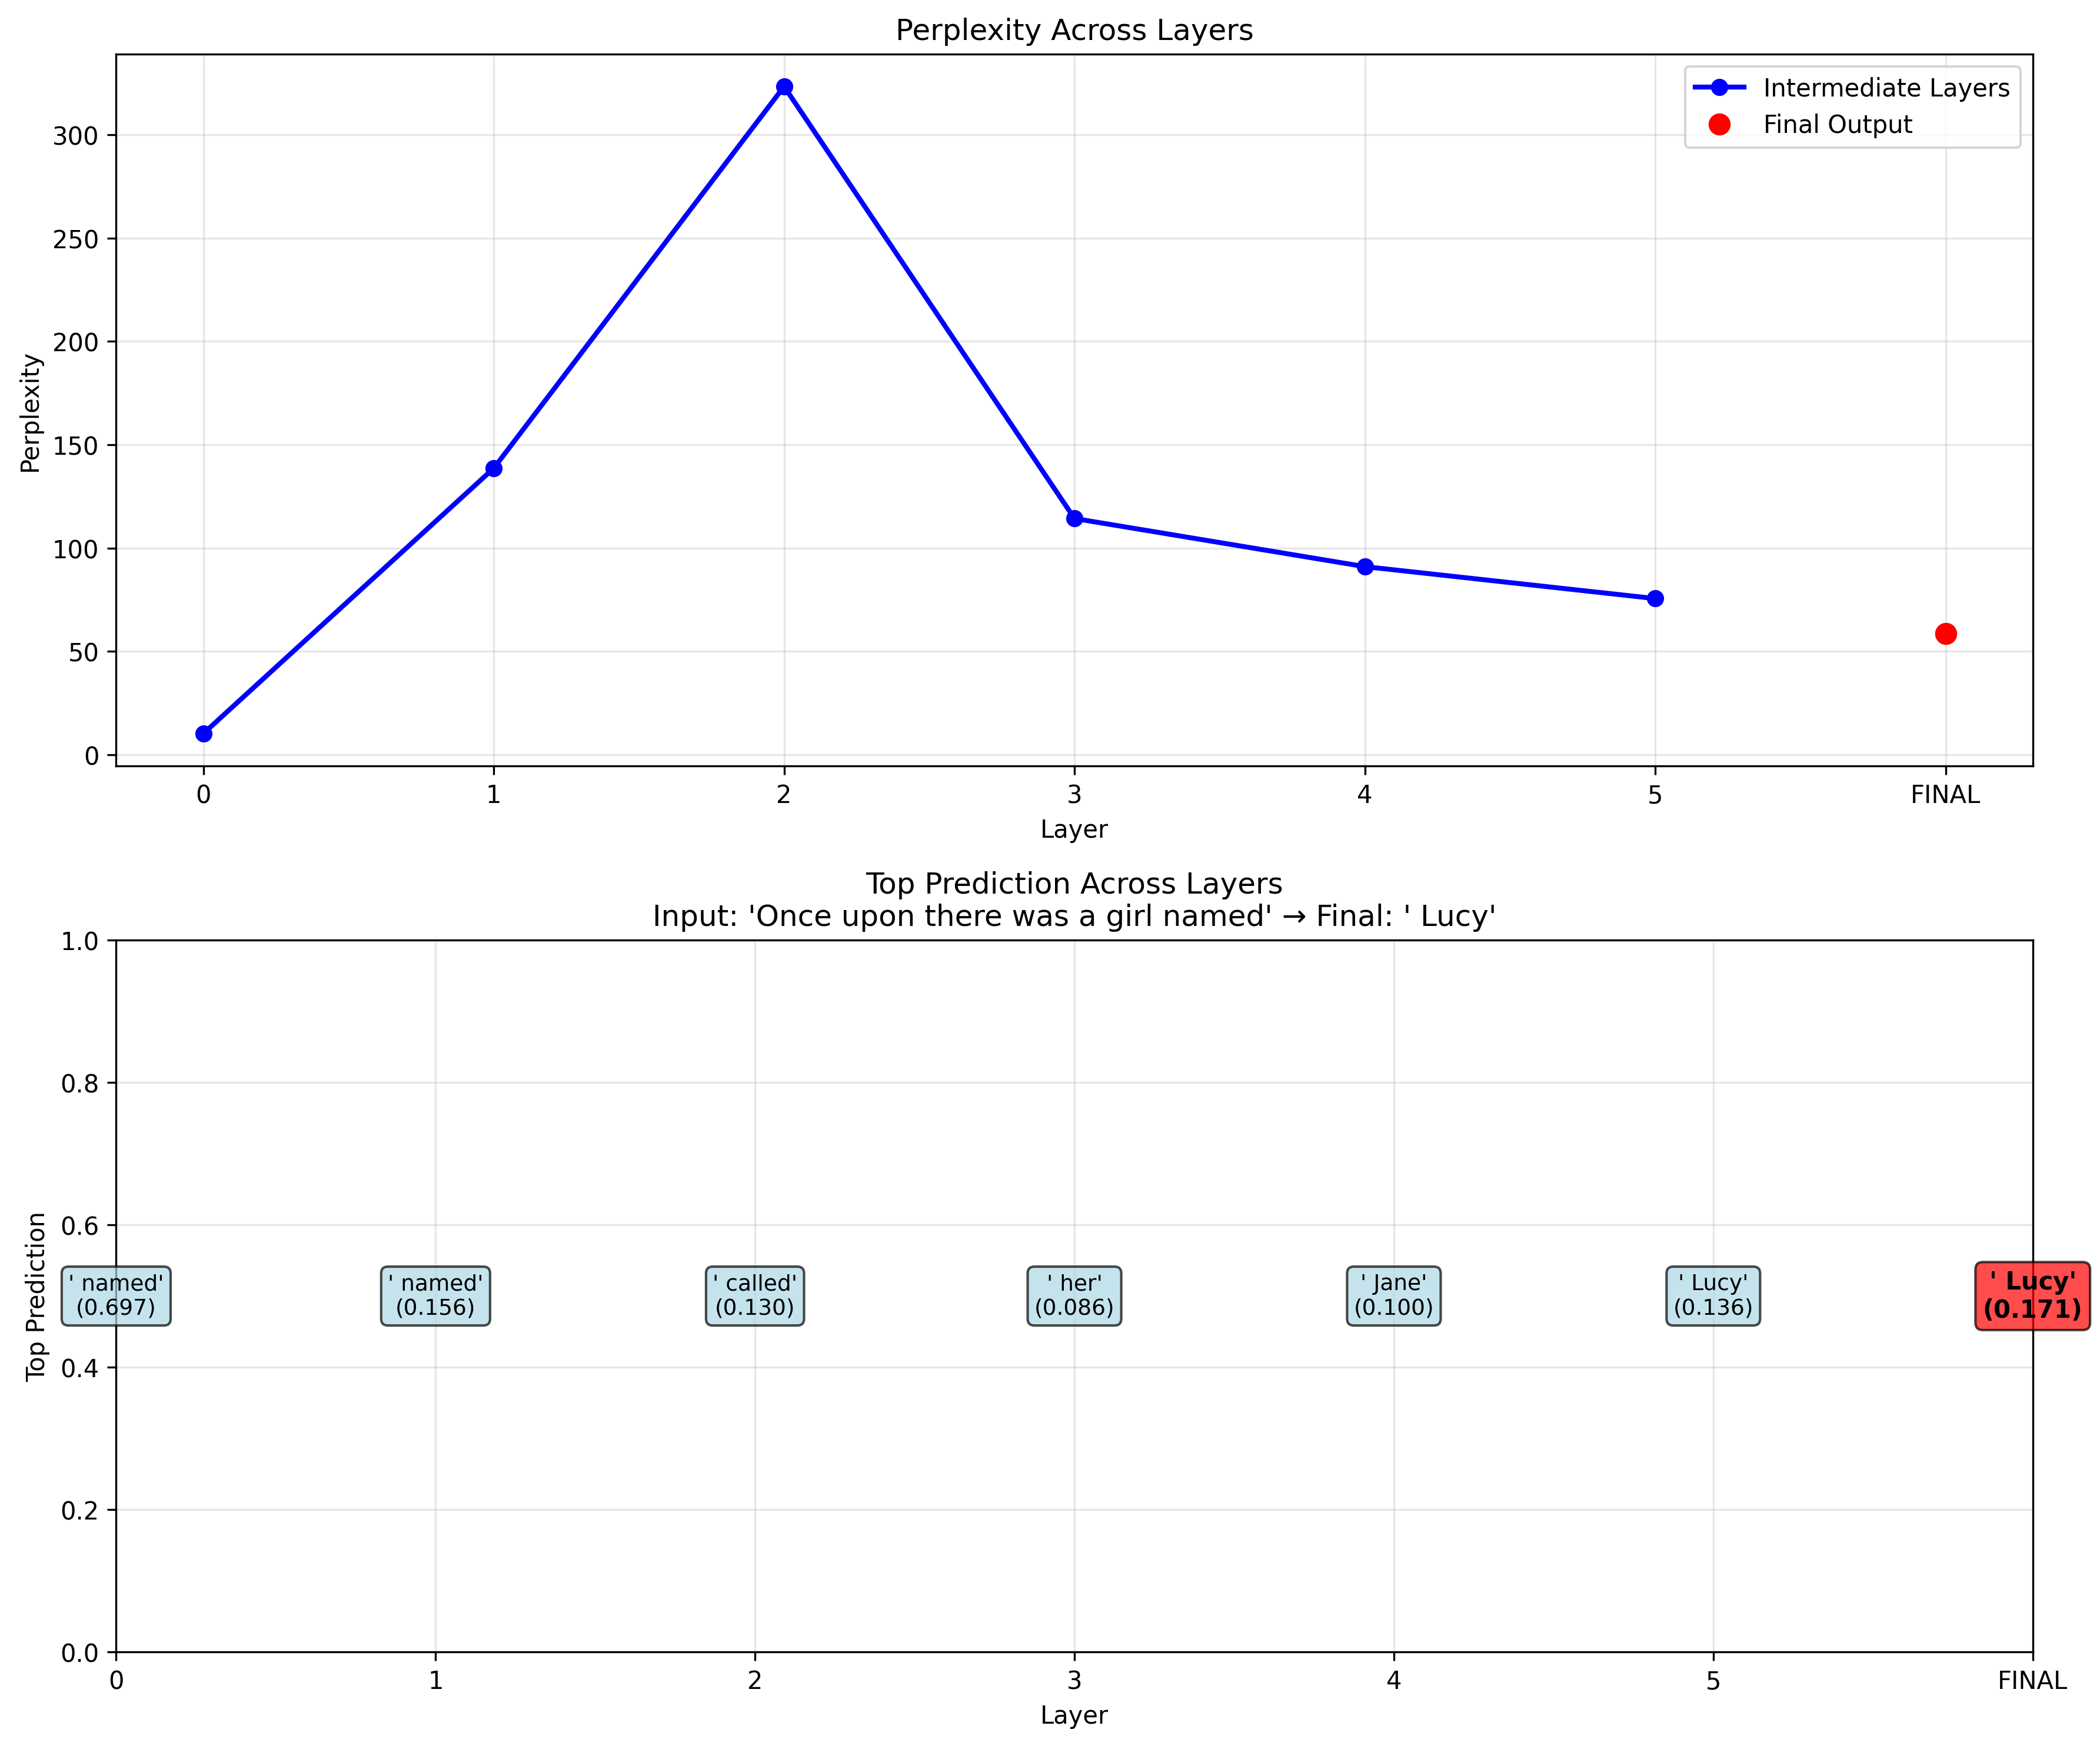 Perplexity Across Layers
Intermediate Layers
Final Output
Perplexity
300
250
200
150
100
50
0
0 1 2 3 4 5 FINAL
Layer
Top Prediction Across Layers
Input: 'Once upon there was a girl named' → Final: ' Lucy'
Top Prediction
1.0
0.8
0.6
0.4
0.2
0.0
' named'
(0.697)
' named'
(0.156)
' called'
(0.130)
' her'
(0.086)
' Jane'
(0.100)
' Lucy'
(0.136)
' Lucy'
(0.171)
0 1 2 3 4 5 FINAL
Layer